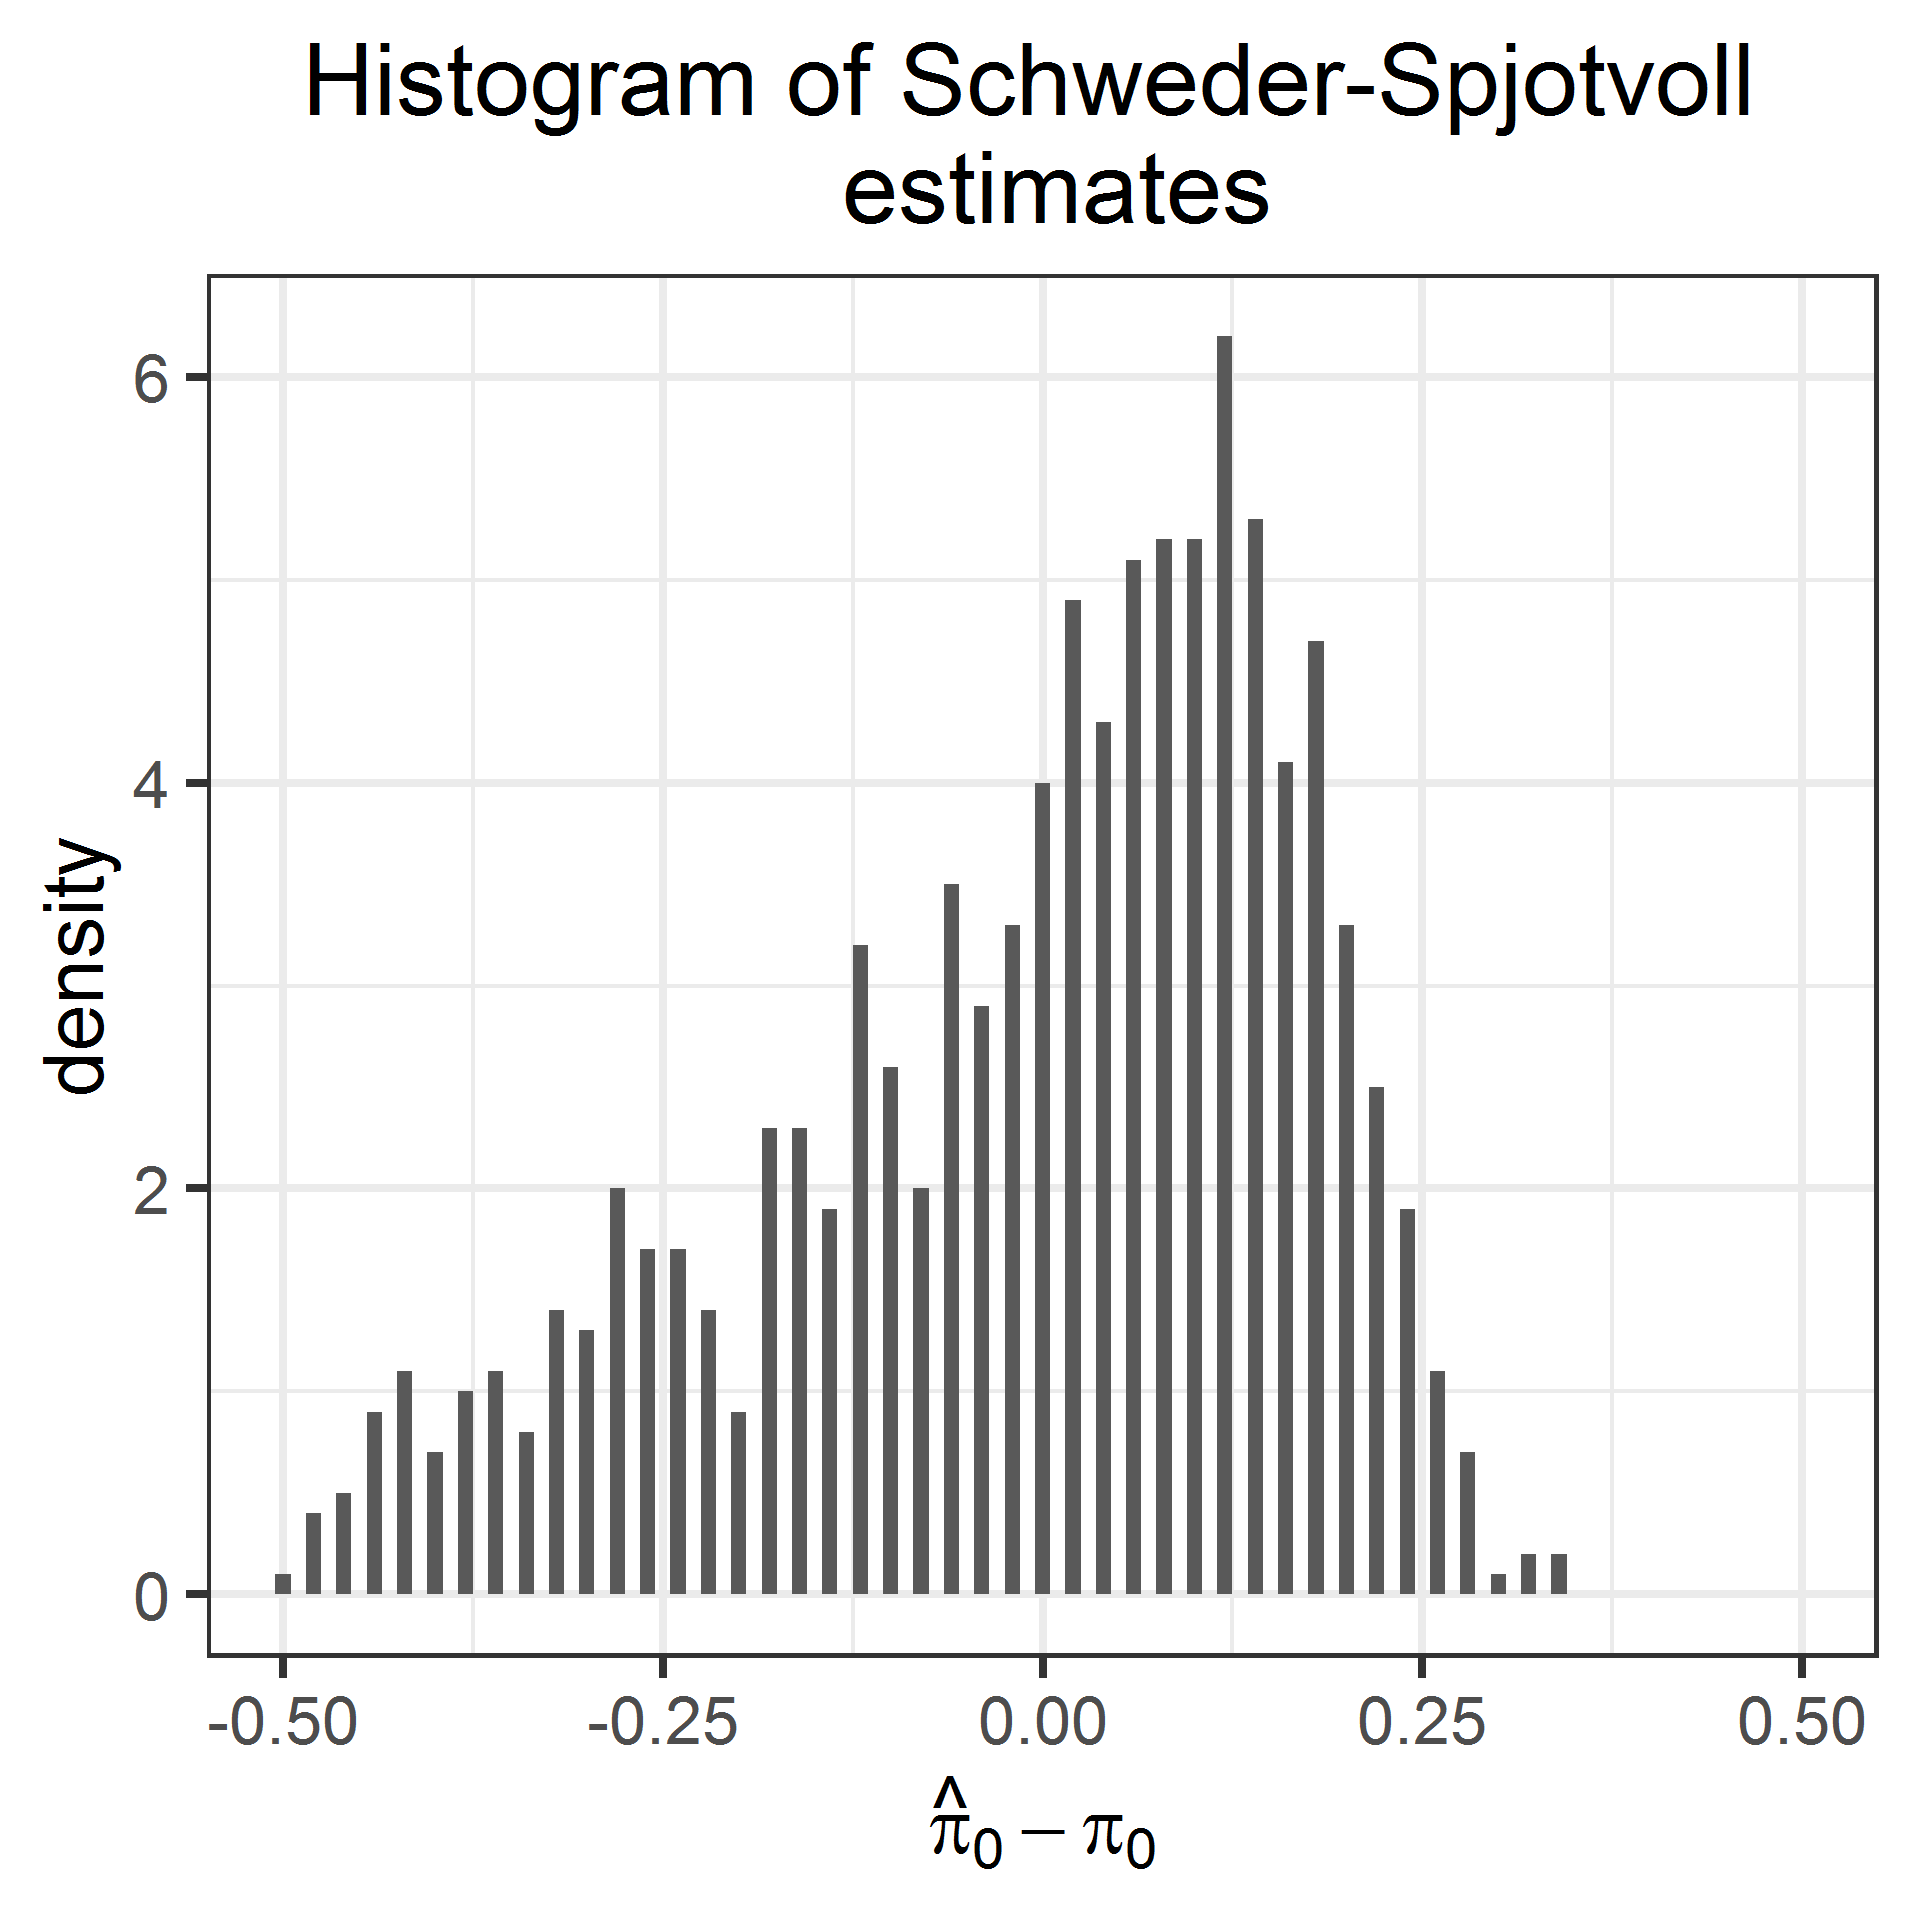 Histogram of Schweder-Spjotvoll
estimates
density
6
4
2
0
-0.50 -0.25 0.00 0.25 0.50
π̂₀ − π₀